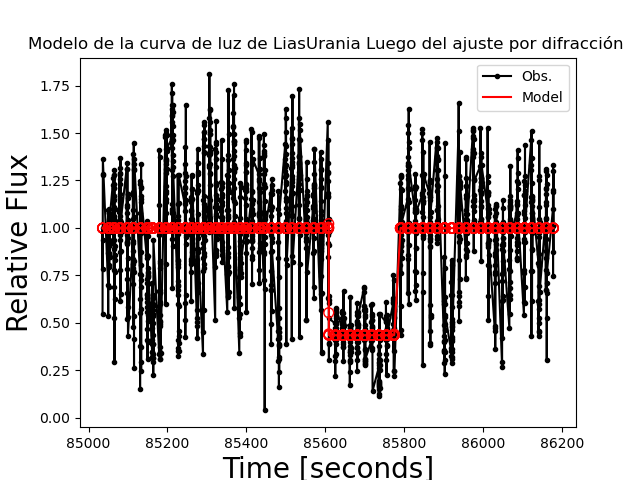 Modelo de la curva de luz de LiasUrania Luego del ajuste por difracción
Obs.
Model
Relative Flux
1.75
1.50
1.25
1.00
0.75
0.50
0.25
0.00
85000 85200 85400 85600 85800 86000 86200
Time [seconds]